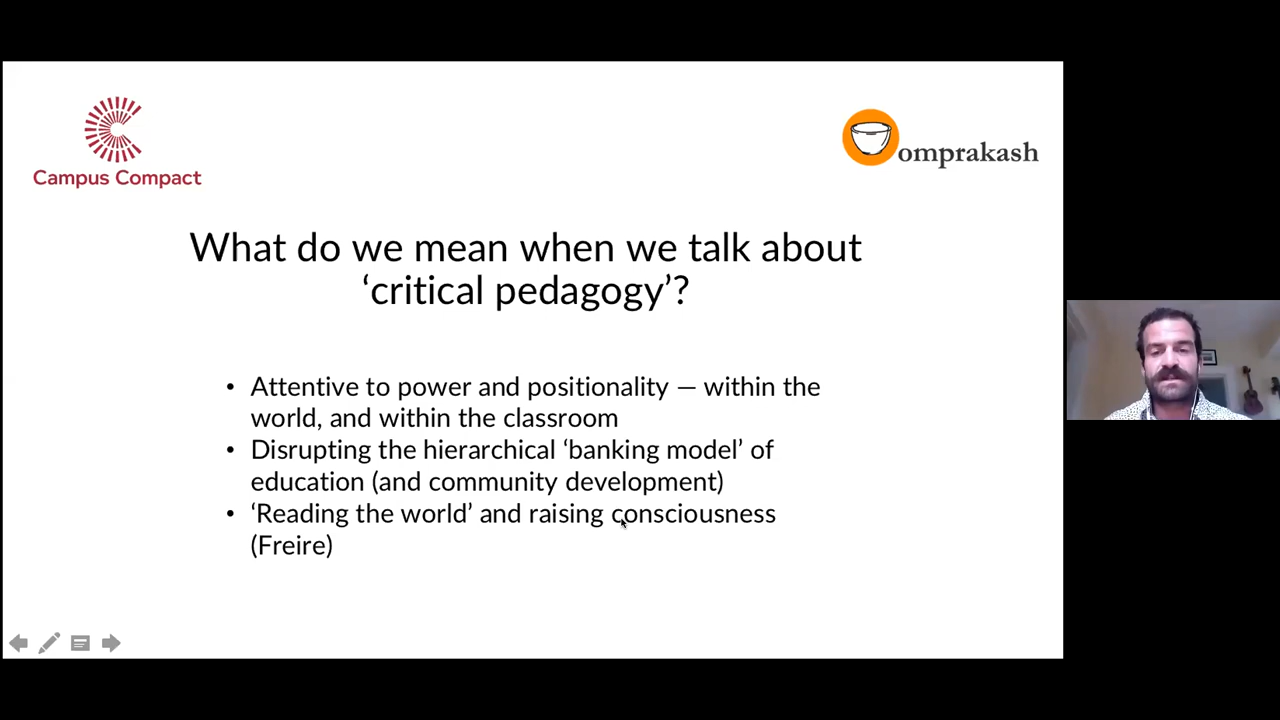 Campus Compact
omprakash
What do we mean when we talk about
‘critical pedagogy’?
• Attentive to power and positionality — within the
world, and within the classroom
• Disrupting the hierarchical ‘banking model’ of
education (and community development)
• ‘Reading the world’ and raising consciousness
(Freire)